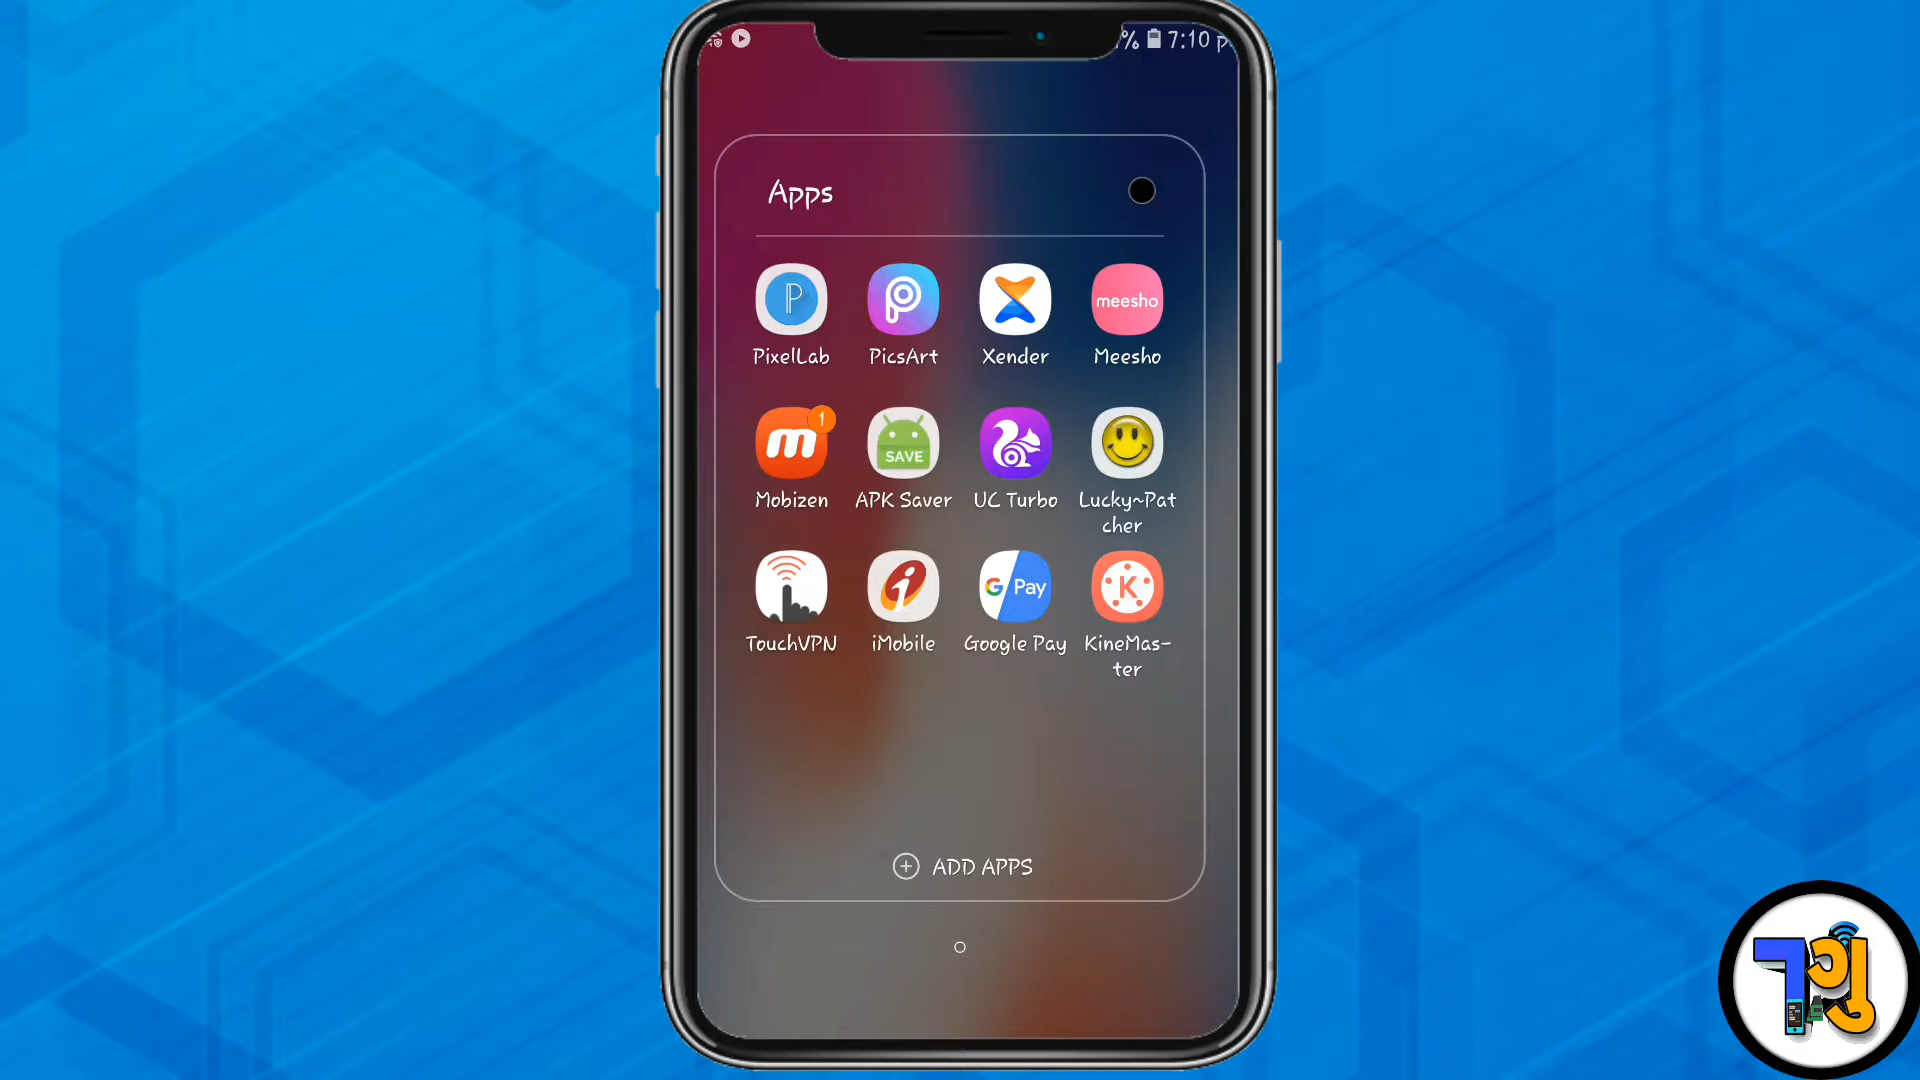 % 7:10 p
Apps
meesho
PixelLab PicsArt Xender Meesho
1
SAVE
Mobizen APK Saver UC Turbo Lucky~Pat
cher
G Pay
TouchVPN iMobile Google Pay KineMas-
ter
ADD APPS